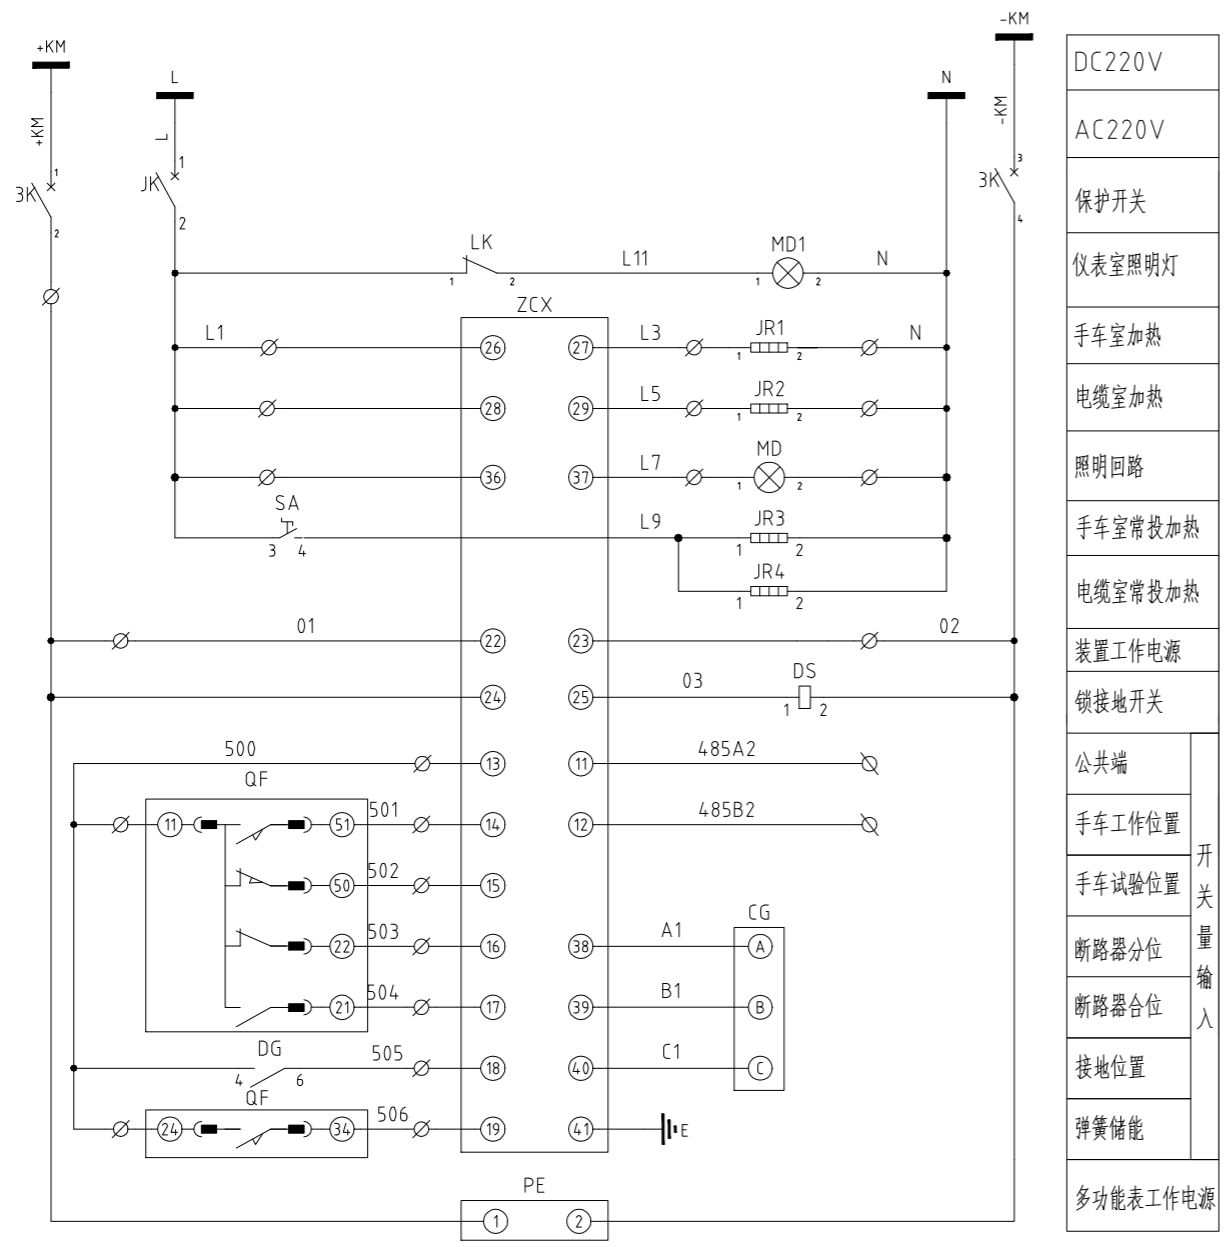 -KM
+KM
DC220V
L
N
+KM
L
-KM
AC220V
1
1
3
3K
JK
3K
保护开关
2
2
4
LK
L11
MD1
N
仪表室照明灯
1
2
1
2
ZCX
L1
26
27
L3
JR1
N
手车室加热
1
2
28
29
L5
JR2
电缆室加热
1
2
36
37
L7
MD
照明回路
1
2
SA
3
4
L9
JR3
手车室常投加热
1
2
JR4
电缆室常投加热
1
2
01
22
23
02
装置工作电源
24
25
03
DS
锁接地开关
1
2
500
13
11
485A2
公共端
QF
11
51
501
14
12
485B2
手车工作位置
50
502
15
手车试验位置
开关量输入
CG
22
503
16
38
A1
A
断路器分位
21
504
17
39
B1
B
断路器合位
DG
4
6
505
18
40
C1
C
接地位置
QF
24
34
506
19
41
E
弹簧储能
PE
1
2
多功能表工作电源